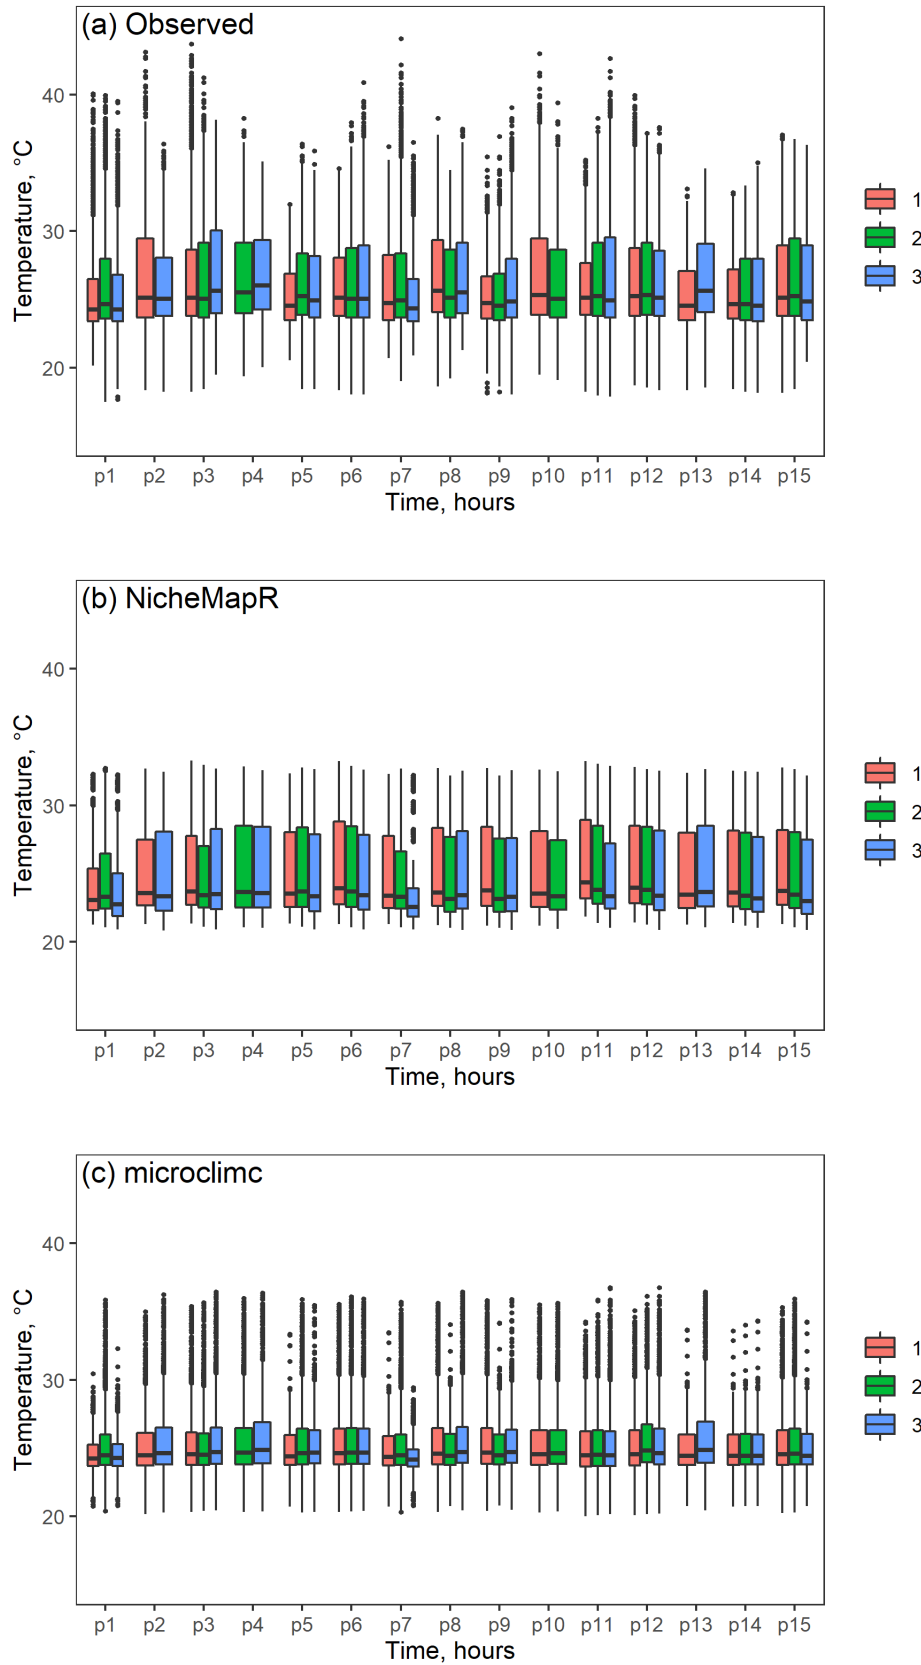 (a) Observed
Temperature, °C
40
30
20
p1 p2 p3 p4 p5 p6 p7 p8 p9 p10 p11 p12 p13 p14 p15
Time, hours
1
2
3
(b) NicheMapR
Temperature, °C
40
30
20
p1 p2 p3 p4 p5 p6 p7 p8 p9 p10 p11 p12 p13 p14 p15
Time, hours
1
2
3
(c) microclimc
Temperature, °C
40
30
20
p1 p2 p3 p4 p5 p6 p7 p8 p9 p10 p11 p12 p13 p14 p15
Time, hours
1
2
3